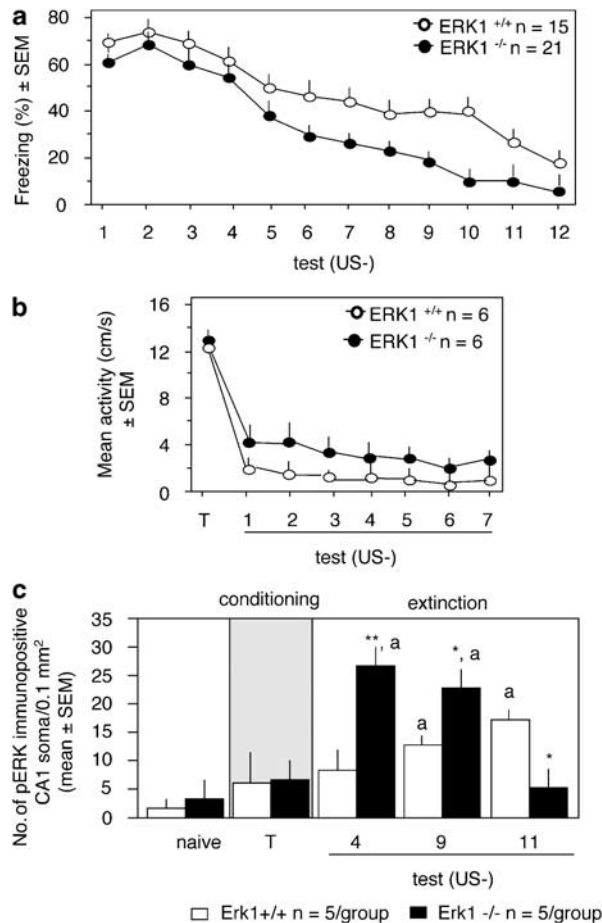 a
ERK1 +/+ n = 15
ERK1 -/- n = 21
Freezing (%) ± SEM
80
60
40
20
0
1 2 3 4 5 6 7 8 9 10 11 12
test (US-)
b
ERK1 +/+ n = 6
ERK1 -/- n = 6
Mean activity (cm/s)
± SEM
16
12
8
4
0
T 1 2 3 4 5 6 7
test (US-)
c
conditioning extinction
No. of pERK immunopositive
CA1 soma/0.1 mm²
(mean ± SEM)
35
30
25
20
15
10
5
0
**, a
a
*, a
a
*
naive T 4 9 11
test (US-)
Erk1+/+ n = 5/group Erk1 -/- n = 5/group